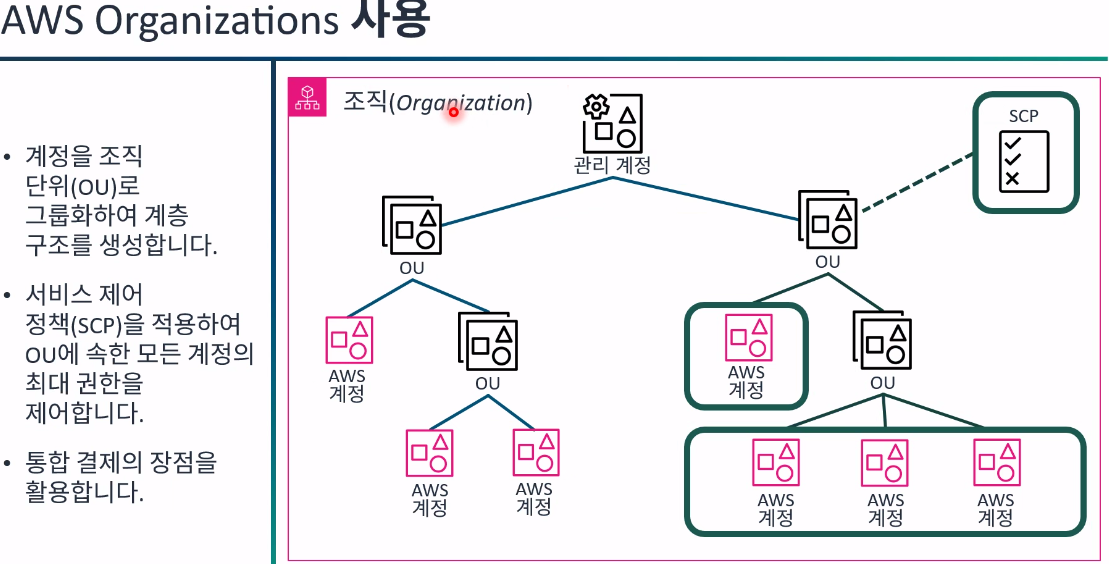 AWS Organizations 사용
• 계정을 조직
단위(OU)로
그룹화하여 계층
구조를 생성합니다.
• 서비스 제어
정책(SCP)을 적용하여
OU에 속한 모든 계정의
최대 권한을
제어합니다.
• 통합 결제의 장점을
활용합니다.
조직(Organization)
관리 계정
SCP
OU
OU
AWS
계정
OU
AWS
계정
OU
AWS
계정
AWS
계정
AWS
계정
AWS
계정
AWS
계정